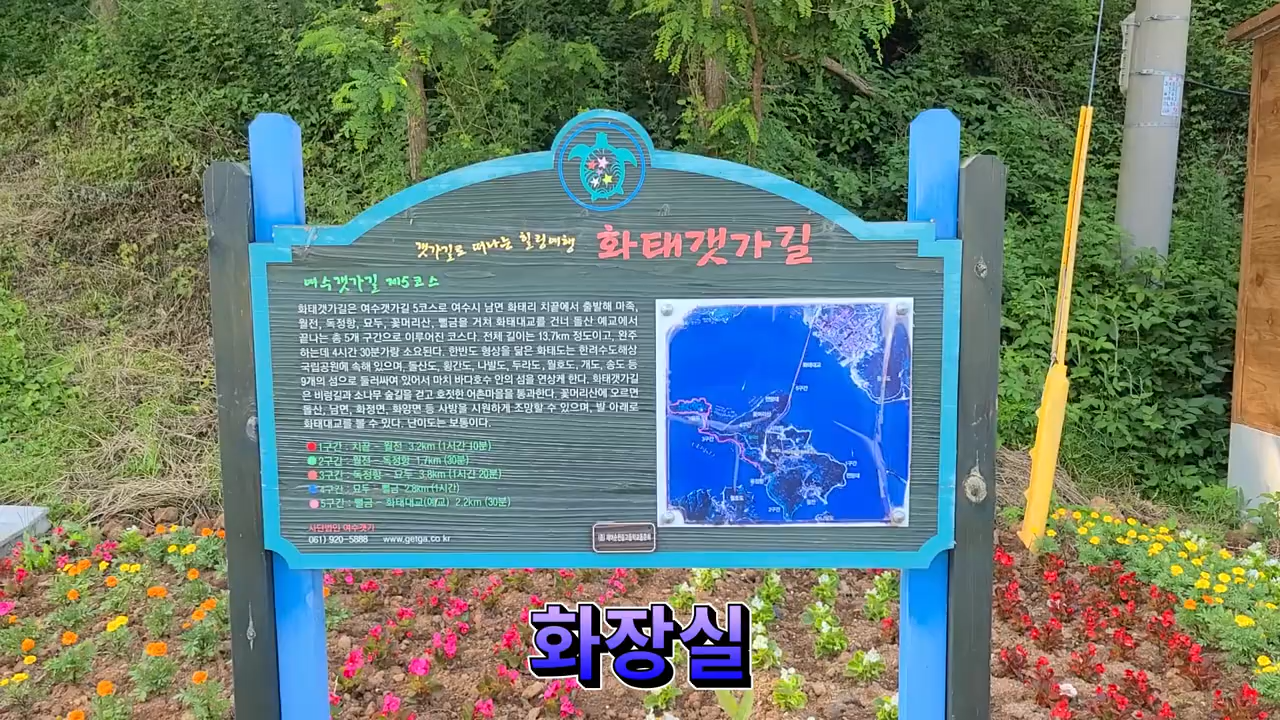 갯가길로 떠나는 힐링여행 화태갯가길
여수갯가길 제5코스
화태갯가길은 여수갯가길 5코스로 여수시 남면 화태리 치끝에서 출발해 마족,
월전, 독정항, 묘두, 꽃머리산, 뻘금을 거쳐 화태대교를 건너 돌산 예교에서
끝나는 총 5개 구간으로 이루어진 코스다. 전체 길이는 13.7km 정도이고, 완주
하는데 4시간 30분가량 소요된다. 한반도 형상을 닮은 화태도는 한려수도해상
국립공원에 속해 있으며, 돌산도, 횡간도, 나발도, 두라도, 월호도, 개도, 송도 등
9개의 섬으로 둘러싸여 있어서 마치 바다호수 안의 섬을 연상케 한다. 화태갯가길
은 비렁길과 소나무 숲길을 걷고 호젓한 어촌마을을 통과한다. 꽃머리산에 오르면
돌산, 남면, 화정면, 화양면 등 사방을 시원하게 조망할 수 있으며, 발 아래로
화태대교를 볼 수 있다. 난이도는 보통이다.
1구간 : 치끝 – 월전 3.2km (1시간 10분)
2구간 : 월전 – 독정항 1.7km (30분)
3구간 : 독정항 – 묘두 3.8km (1시간 20분)
4구간 : 묘두 – 뻘금 2.8km (1시간)
5구간 : 뻘금 – 화태대교(예교) 2.2km (30분)
사단법인 여수갯가
061) 920-5888 www.getga.co.kr
화태대교
5구간
3구간
1구간
월호도
2구간
화장실